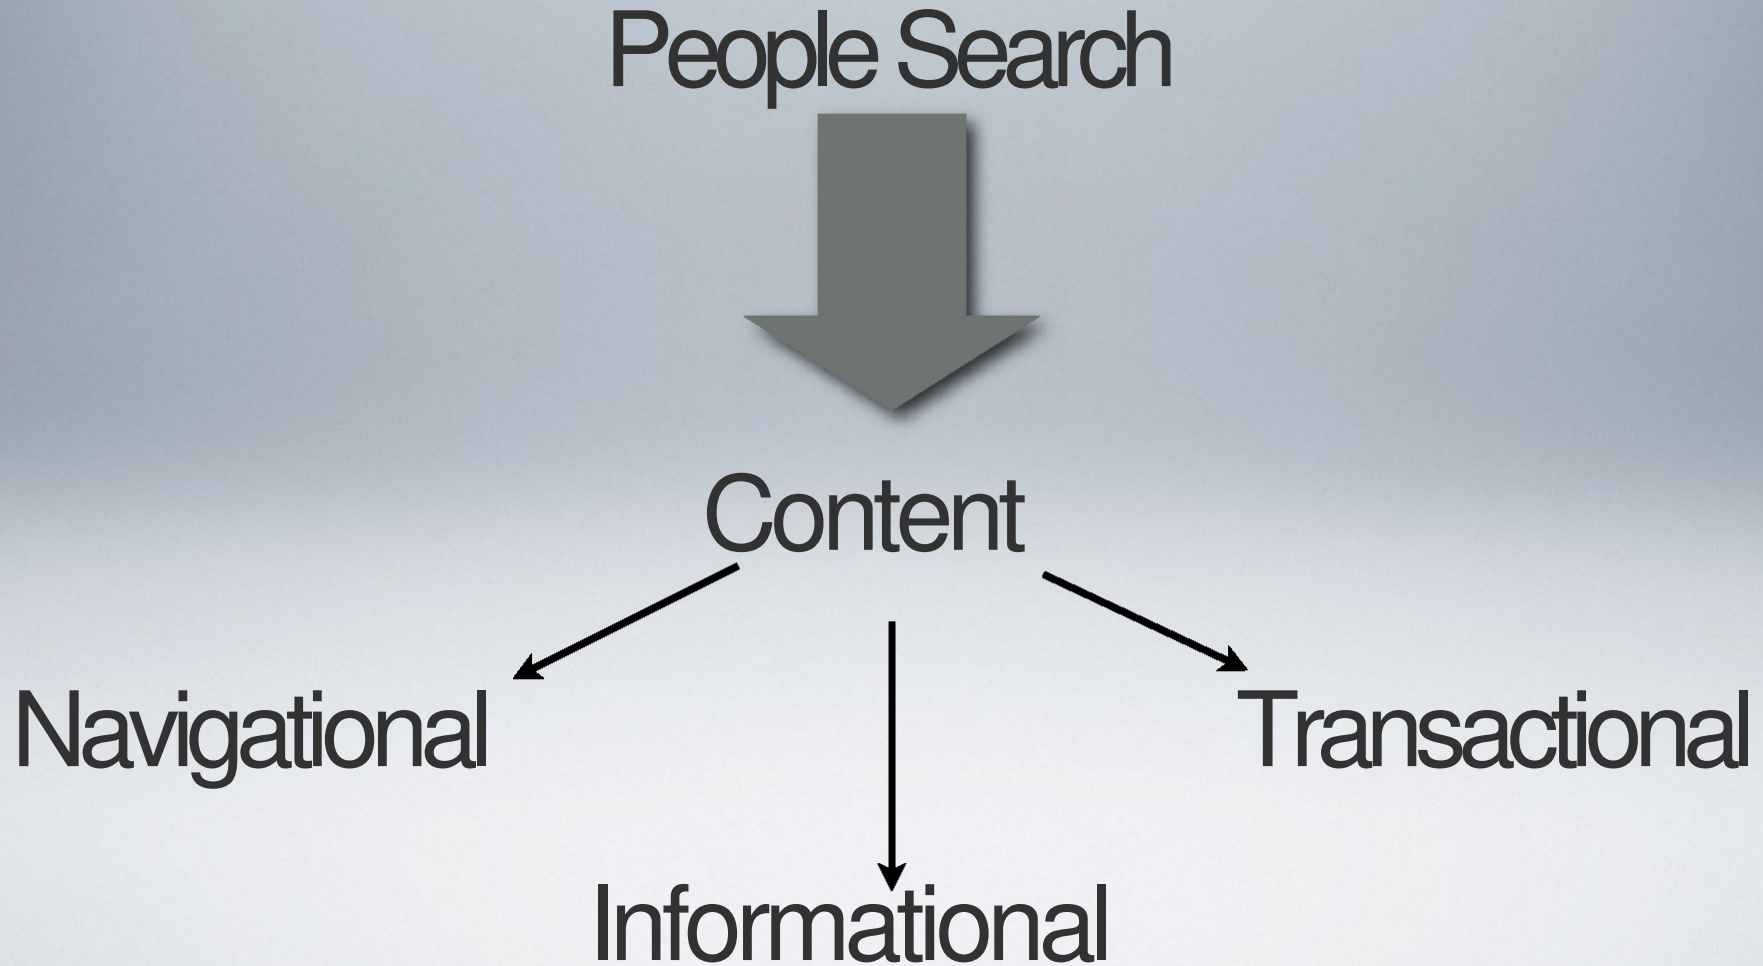 People Search
Content
Navigational
Transactional
Informational